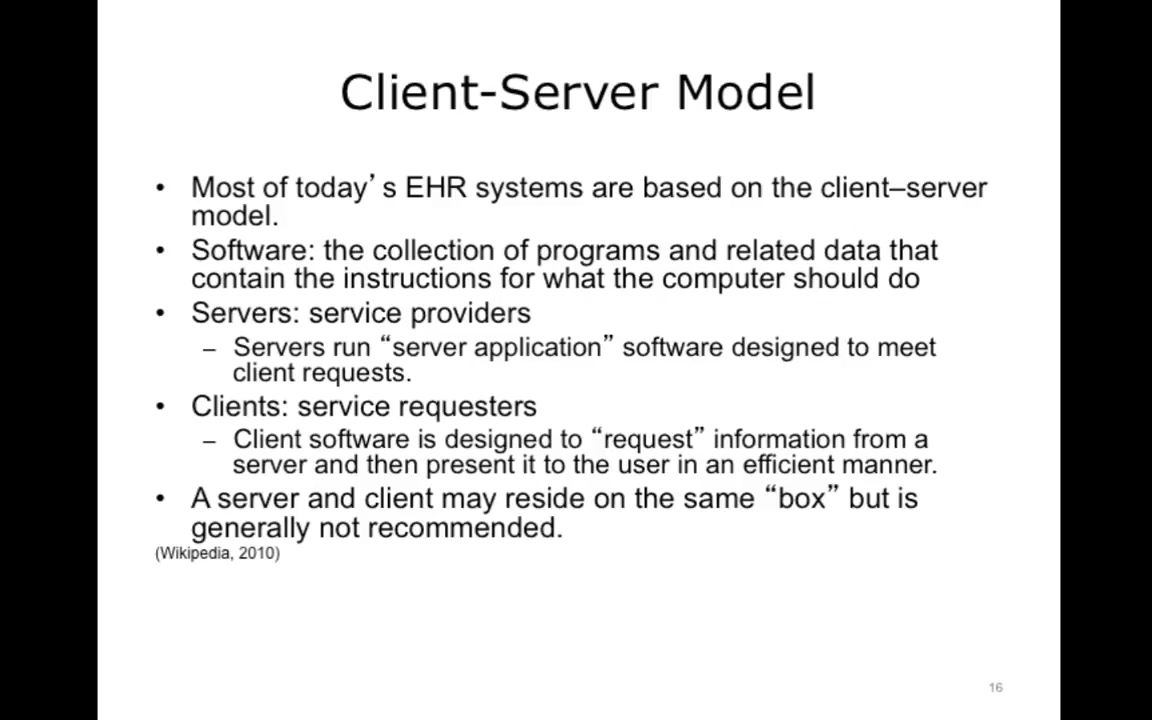 Client-Server Model
• Most of today’s EHR systems are based on the client–server
model.
• Software: the collection of programs and related data that
contain the instructions for what the computer should do
• Servers: service providers
– Servers run “server application” software designed to meet
client requests.
• Clients: service requesters
– Client software is designed to “request” information from a
server and then present it to the user in an efficient manner.
• A server and client may reside on the same “box” but is
generally not recommended.
(Wikipedia, 2010)
16